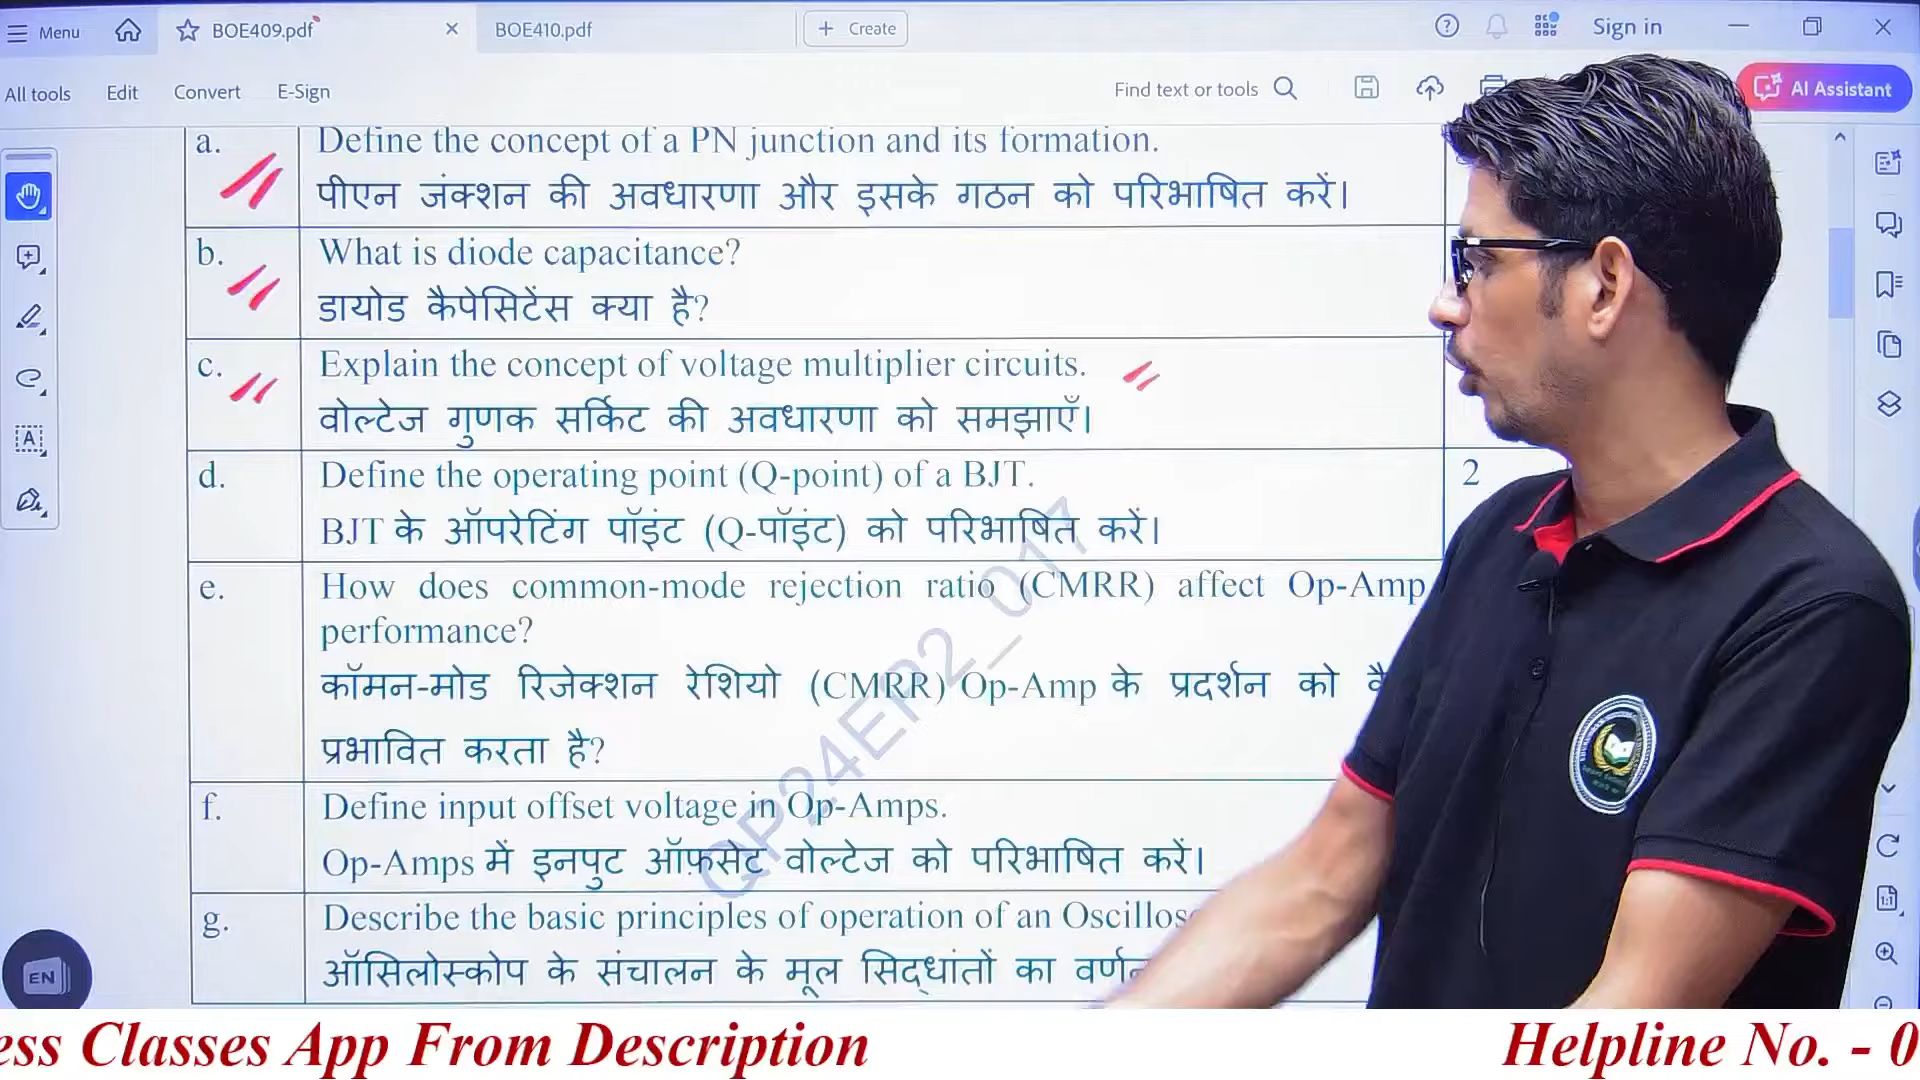 Menu
BOE409.pdf
BOE410.pdf
Create
Sign in
All tools
Edit
Convert
E-Sign
Find text or tools
AI Assistant
a.
Define the concept of a PN junction and its formation.
पीएन जंक्शन की अवधारणा और इसके गठन को परिभाषित करें।
b.
What is diode capacitance?
डायोड कैपेसिटेंस क्या है?
c.
Explain the concept of voltage multiplier circuits.
वोल्टेज गुणक सर्किट की अवधारणा को समझाएँ।
d.
Define the operating point (Q-point) of a BJT.
2
BJT के ऑपरेटिंग पॉइंट (Q-पॉइंट) को परिभाषित करें।
e.
How does common-mode rejection ratio (CMRR) affect Op-Amp
performance?
कॉमन-मोड रिजेक्शन रेशियो (CMRR) Op-Amp के प्रदर्शन को
प्रभावित करता है?
f.
Define input offset voltage in Op-Amps.
Op-Amps में इनपुट ऑफ़सेट वोल्टेज को परिभाषित करें।
g.
Describe the basic principles of operation of an
ऑसिलोस्कोप के संचालन के मूल सिद्धांतों का
QP24EP2_017
EN
ess Classes App From Description
Helpline No. - 0